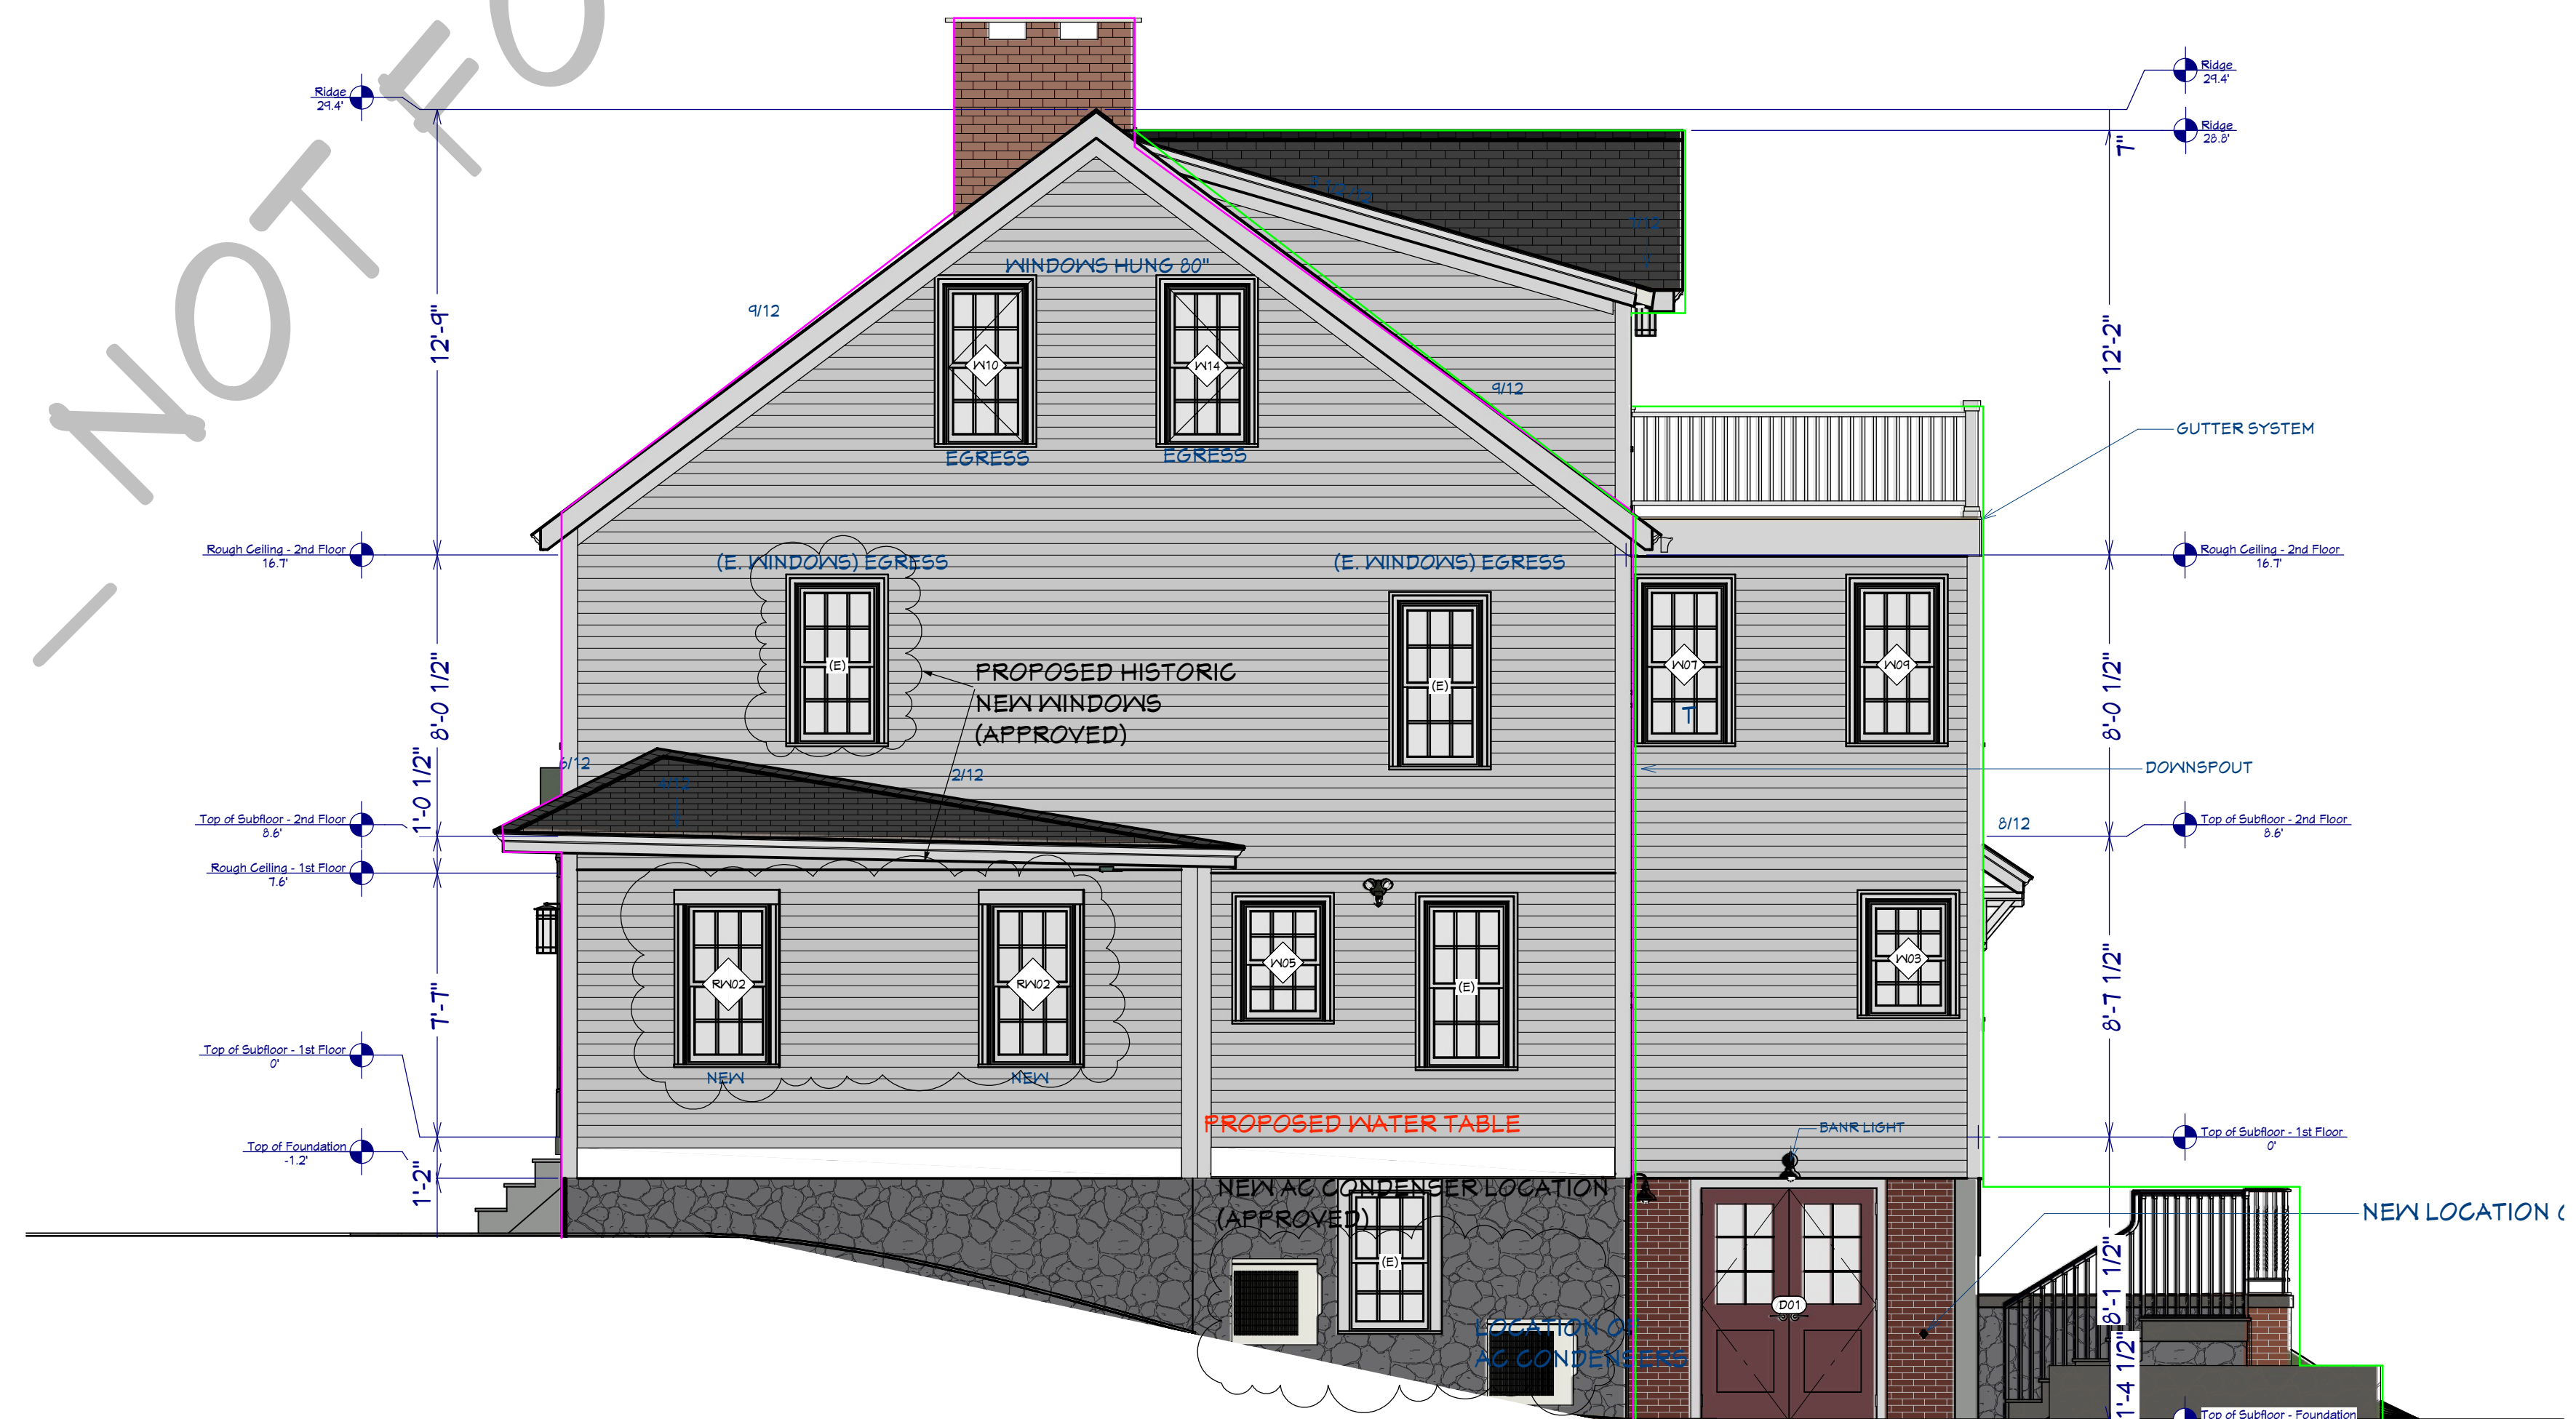 - NOT FO
Ridge
29.4'
Ridge
29.4'
Ridge
28.8'
7"
12'-9"
12'-2"
WINDOWS HUNG 80"
9/12
9/12
W10
W14
EGRESS
EGRESS
GUTTER SYSTEM
Rough Ceiling - 2nd Floor
16.7'
Rough Ceiling - 2nd Floor
16.7'
(E. WINDOWS) EGRESS
(E. WINDOWS) EGRESS
(E)
(E)
W07
W09
T
PROPOSED HISTORIC
NEW WINDOWS
(APPROVED)
8'-0 1/2"
8'-0 1/2"
DOWNSPOUT
6/12
2/12
1'-0 1/2"
Top of Subfloor - 2nd Floor
8.6'
8/12
Top of Subfloor - 2nd Floor
8.6'
Rough Ceiling - 1st Floor
7.6'
RW02
RW02
W05
(E)
W03
7'-7"
8'-7 1/2"
Top of Subfloor - 1st Floor
0'
NEW
NEW
PROPOSED WATER TABLE
BANR LIGHT
Top of Subfloor - 1st Floor
0'
Top of Foundation
-1.2'
1'-2"
NEW AC CONDENSER LOCATION
(APPROVED)
NEW LOCATION
(E)
D01
LOCATION OF
AC CONDENSERS
8'-1 1/2"
1'-4 1/2"
Top of Subfloor - Foundation